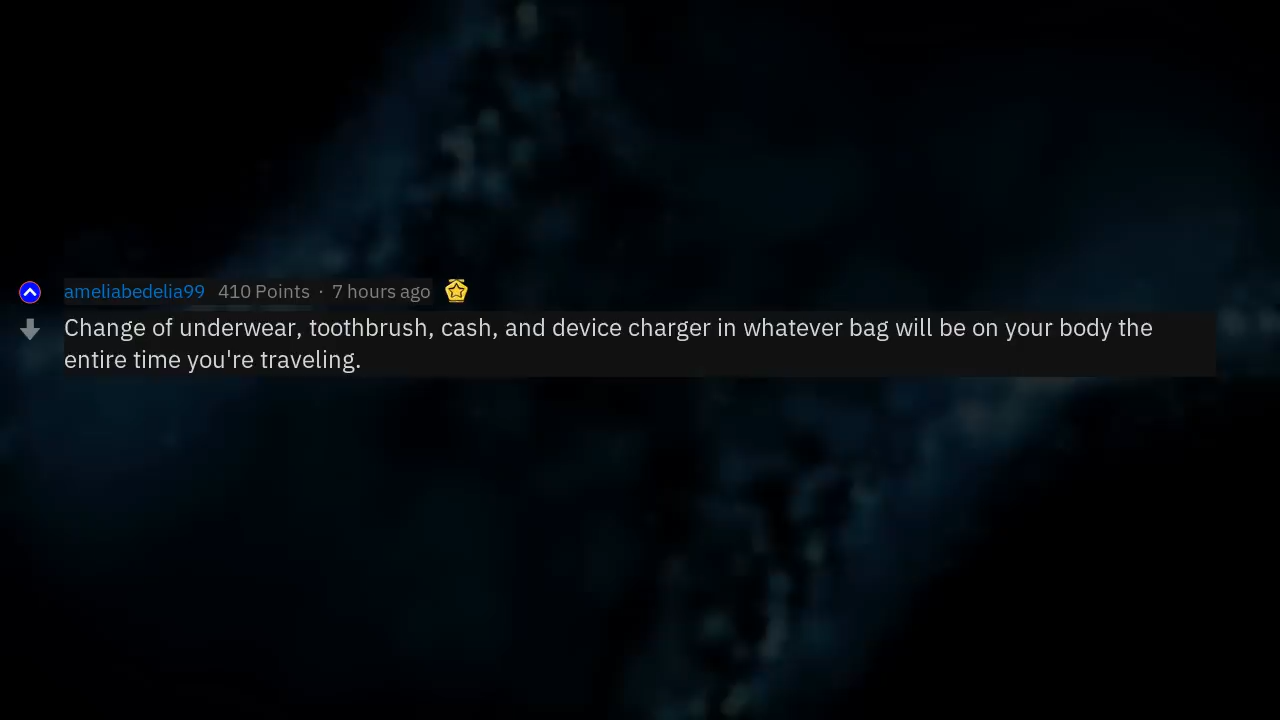 ameliabedelia99 410 Points · 7 hours ago
Change of underwear, toothbrush, cash, and device charger in whatever bag will be on your body the
entire time you're traveling.